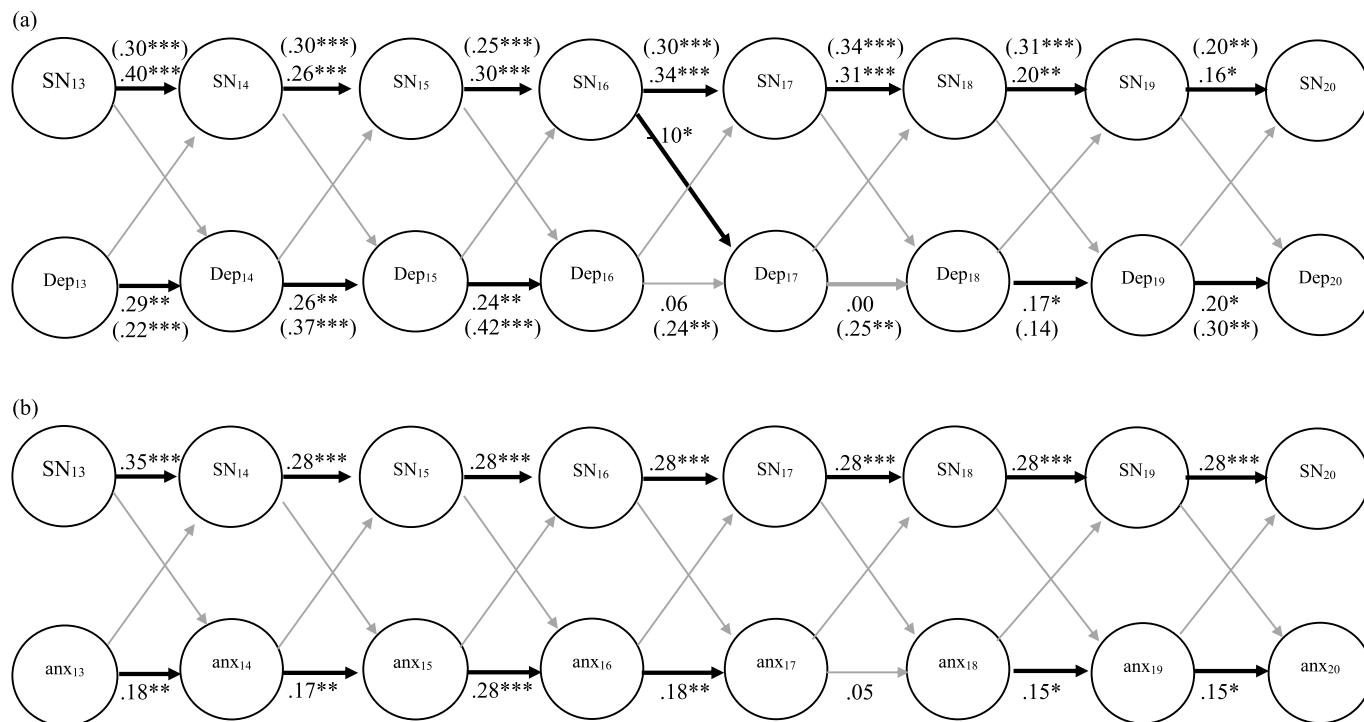 (a)
(.30***) (.30***) (.25***) (.30***) (.34***) (.31***) (.20**)
.40*** .26*** .30*** .34*** .31*** .20** .16*
SN13 SN14 SN15 SN16 SN17 SN18 SN19 SN20
-.10*
Dep13 Dep14 Dep15 Dep16 Dep17 Dep18 Dep19 Dep20
.29** .26** .24** .06 .00 .17* .20*
(.22***) (.37***) (.42***) (.24**) (.25**) (.14) (.30**)
(b)
.35*** .28*** .28*** .28*** .28*** .28*** .28***
SN13 SN14 SN15 SN16 SN17 SN18 SN19 SN20
anx13 anx14 anx15 anx16 anx17 anx18 anx19 anx20
.18** .17** .28*** .18** .05 .15* .15*